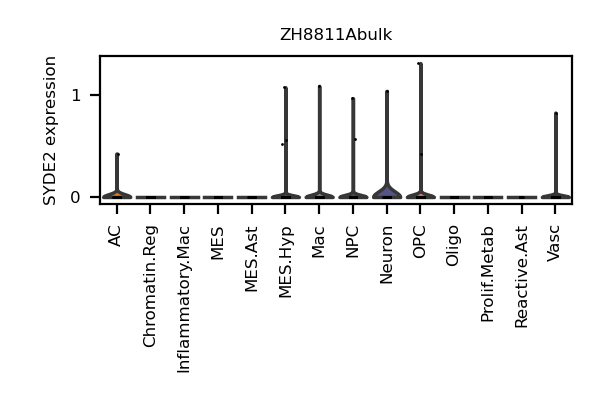 ZH8811Abulk
SYDE2 expression
1
0
AC
Chromatin.Reg
Inflammatory.Mac
MES
MES.Ast
MES.Hyp
Mac
NPC
Neuron
OPC
Oligo
Prolif.Metab
Reactive.Ast
Vasc